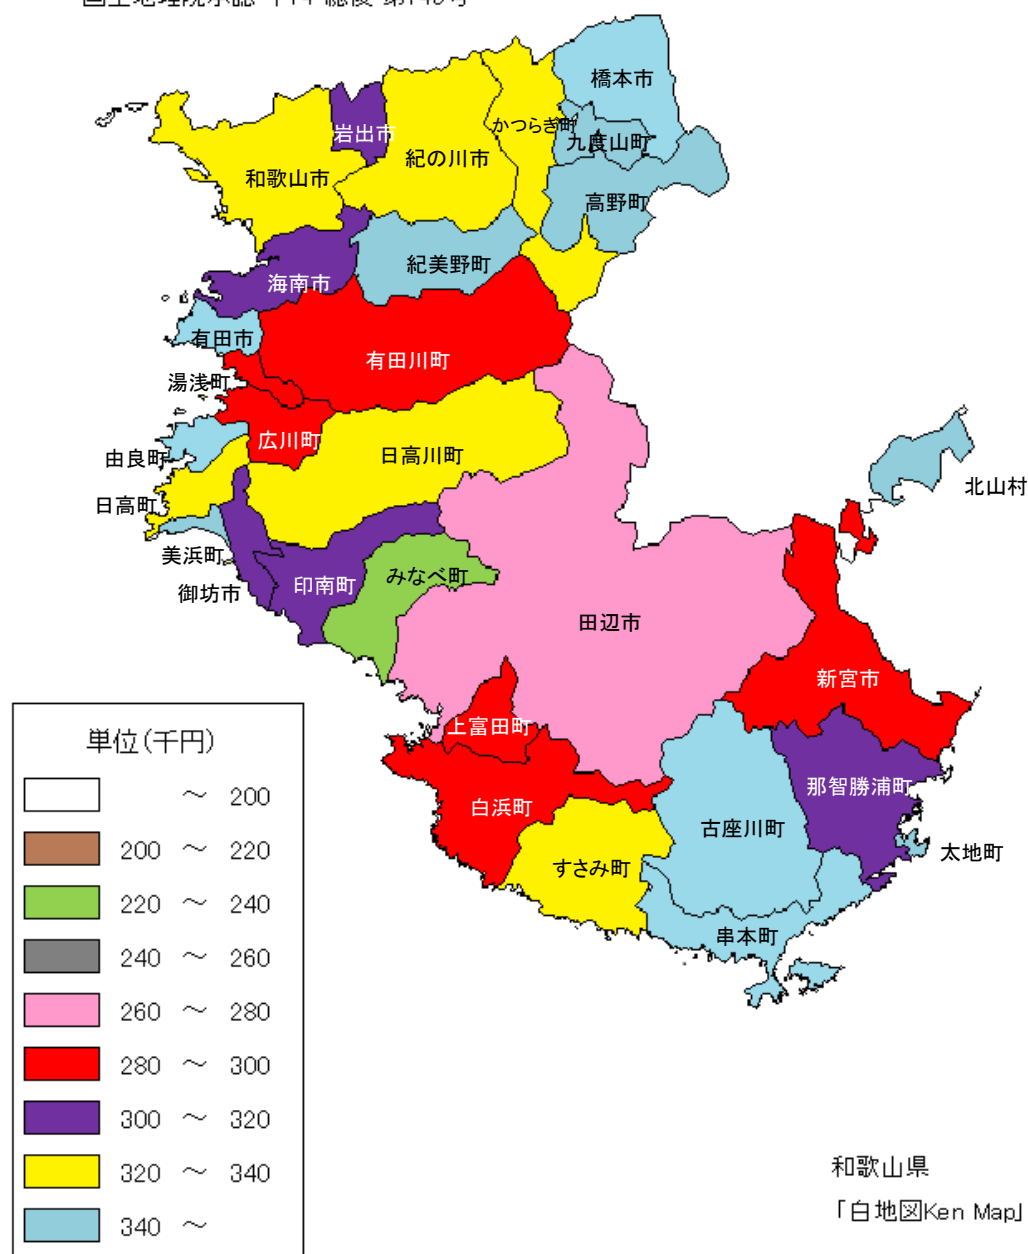 橋本市
かつらぎ町
九度山町
岩出市
紀の川市
和歌山市
高野町
紀美野町
海南市
有田市
有田川町
湯浅町
広川町
日高川町
由良町
北山村
日高町
美浜町
みなべ町
印南町
御坊市
田辺市
新宮市
上富田町
那智勝浦町
白浜町
古座川町
太地町
すさみ町
串本町
単位(千円)
～ 200
200 ～ 220
220 ～ 240
240 ～ 260
260 ～ 280
280 ～ 300
300 ～ 320
320 ～ 340
340 ～
和歌山県
「白地図Ken Map」